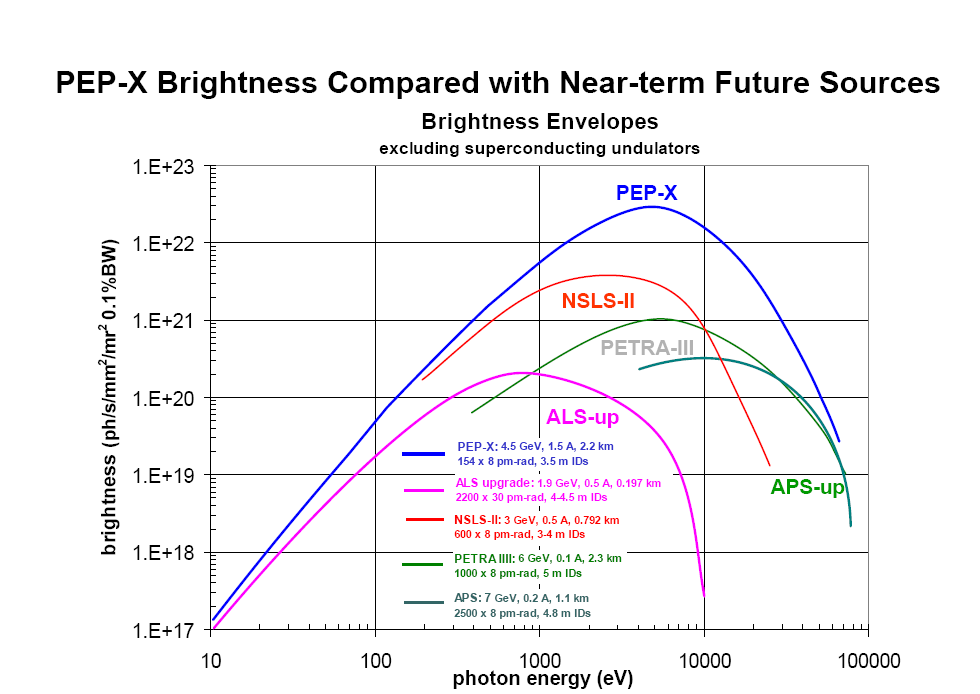 PEP-X Brightness Compared with Near-term Future Sources
Brightness Envelopes
excluding superconducting undulators
1.E+23
1.E+22
1.E+21
1.E+20
1.E+19
1.E+18
1.E+17
brightness (ph/s/mm2/mr2 0.1%BW)
PEP-X
NSLS-II
PETRA-III
ALS-up
APS-up
PEP-X: 4.5 GeV, 1.5 A, 2.2 km
154 x 8 pm-rad, 3.5 m IDs
ALS upgrade: 1.9 GeV, 0.5 A, 0.197 km
2200 x 30 pm-rad, 4-4.5 m IDs
NSLS-II: 3 GeV, 0.5 A, 0.792 km
600 x 8 pm-rad, 3-4 m IDs
PETRA IIII: 6 GeV, 0.1 A, 2.3 km
1000 x 8 pm-rad, 5 m IDs
APS: 7 GeV, 0.2 A, 1.1 km
2500 x 8 pm-rad, 4.8 m IDs
10 100 1000 10000 100000
photon energy (eV)